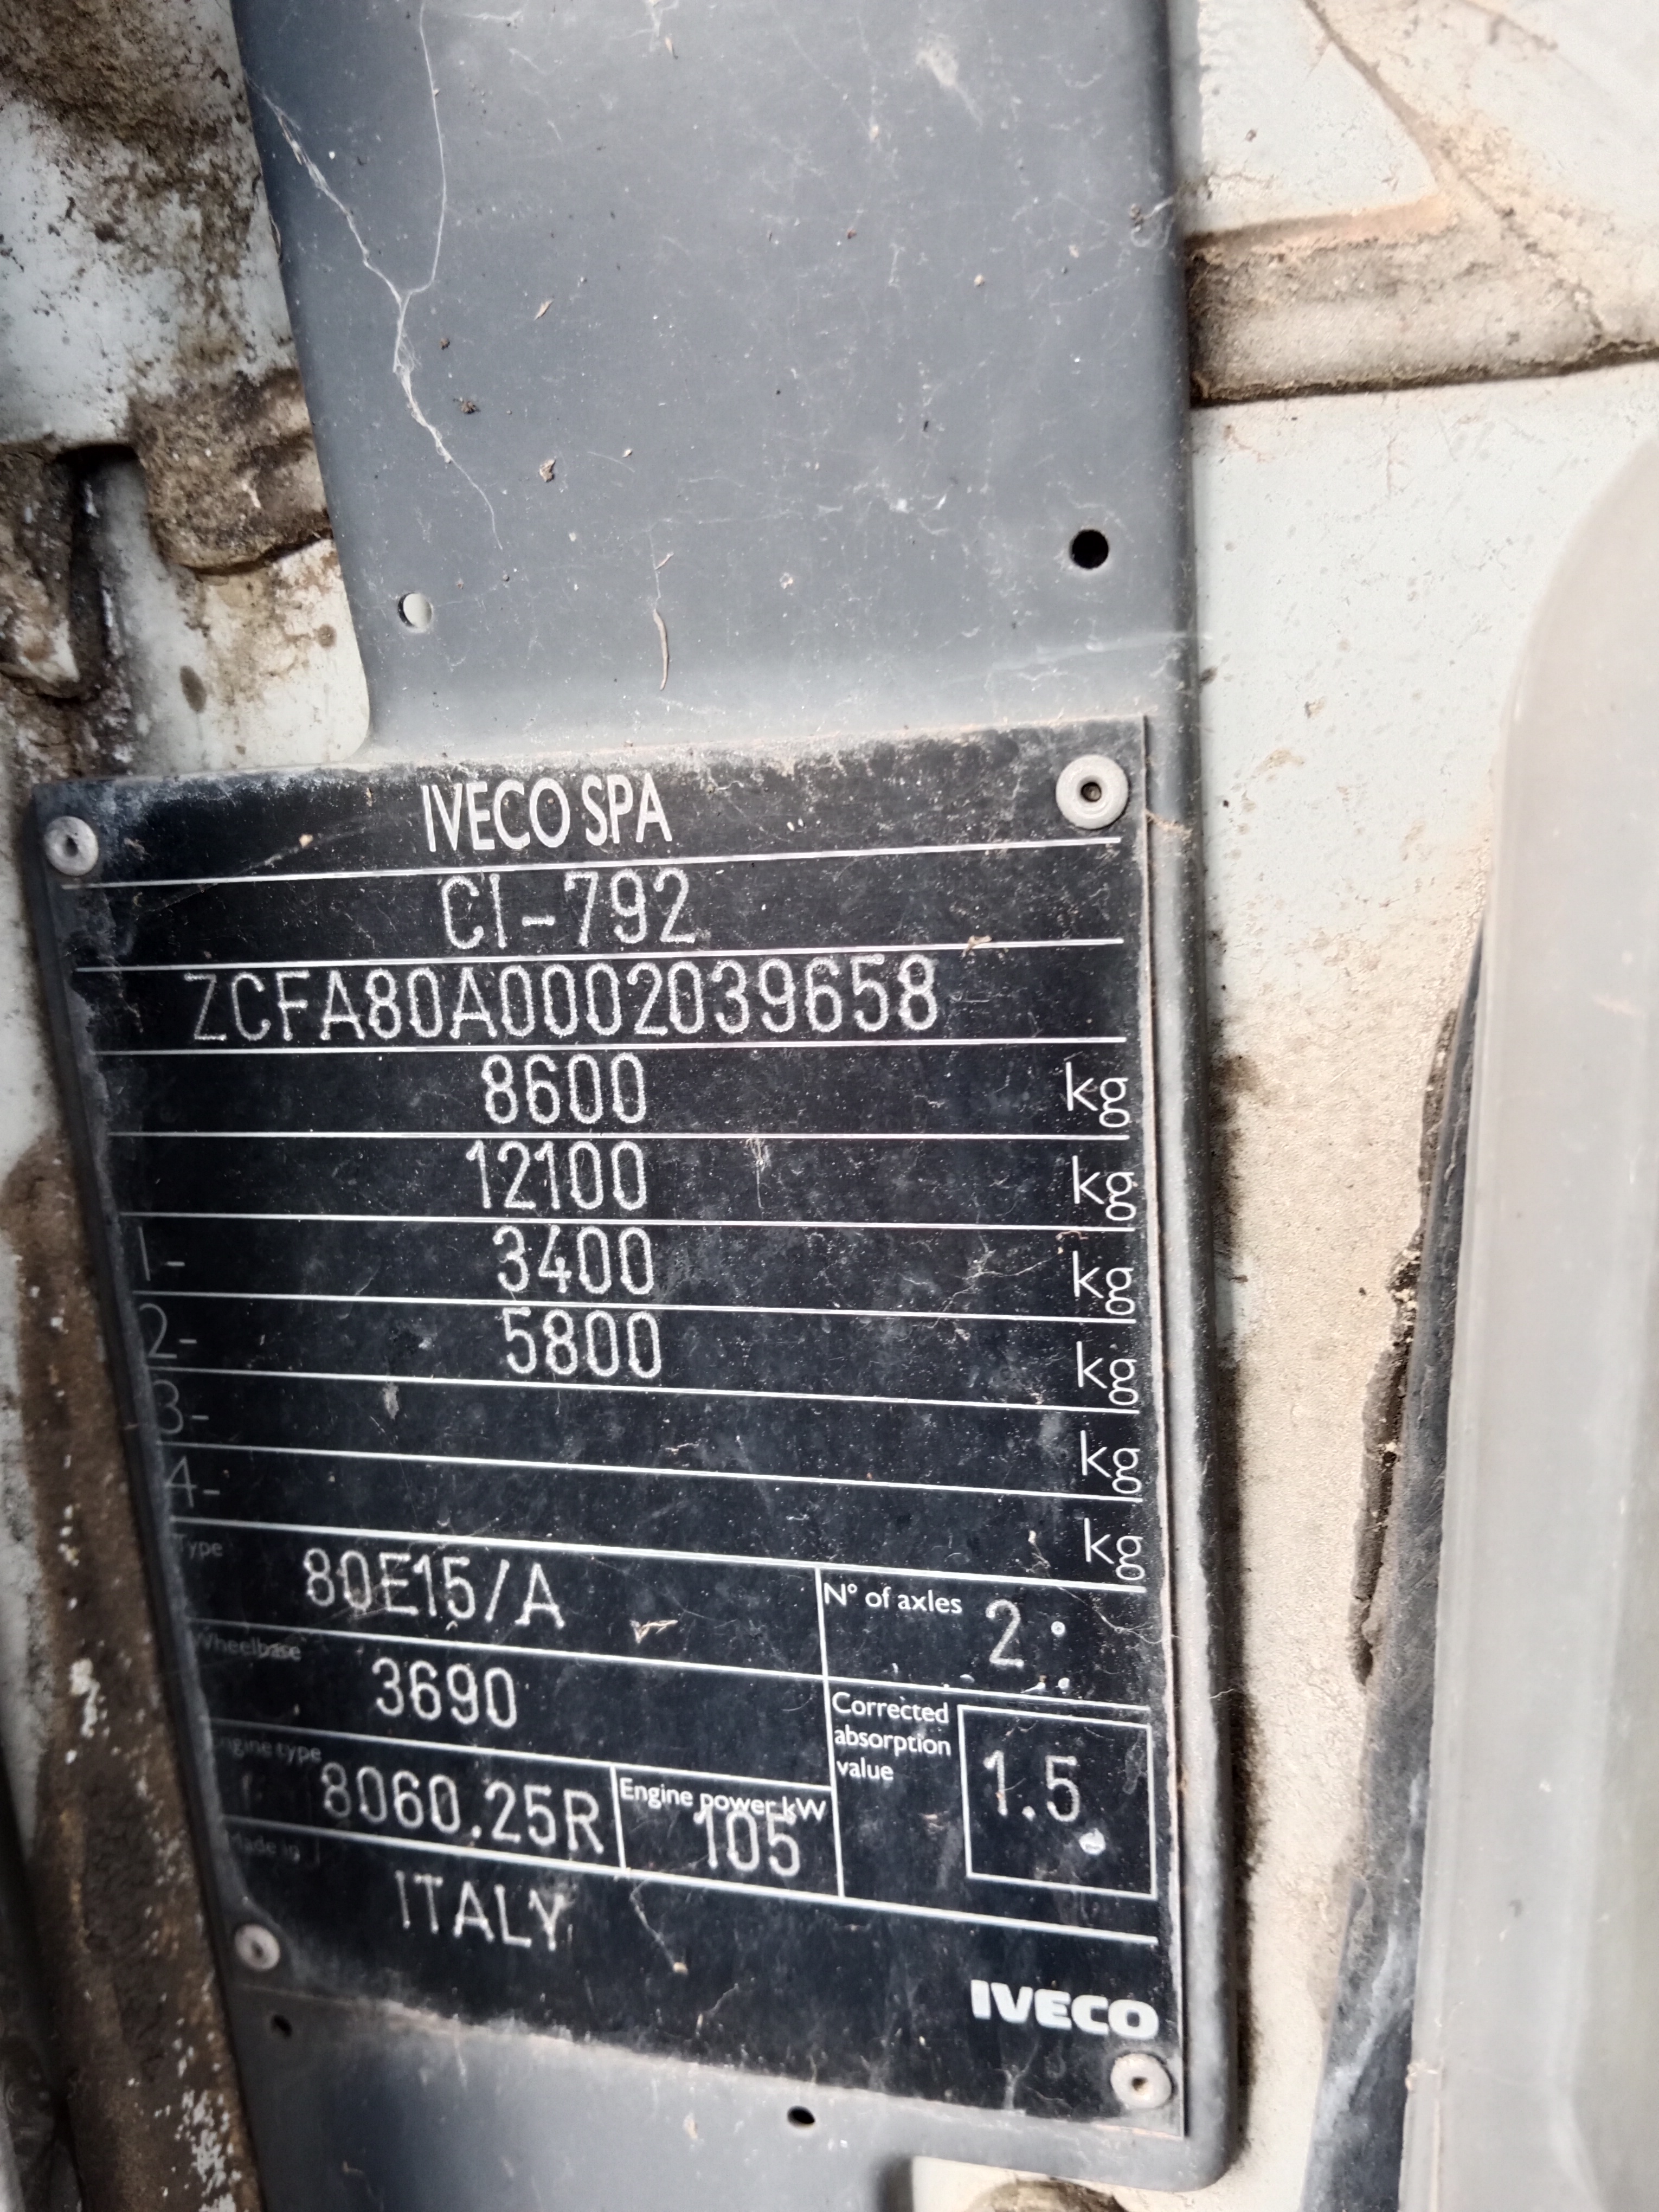 IVECO SPA
CI-792
ZCFA80A0002039658
8600 kg
12100 kg
1- 3400 kg
2- 5800 kg
3- kg
4- kg
Type 80E15/A N° of axles 2
Wheelbase 3690
Corrected absorption value 1.5
Engine type 8060.25R Engine power kW 105
Made in ITALY
IVECO